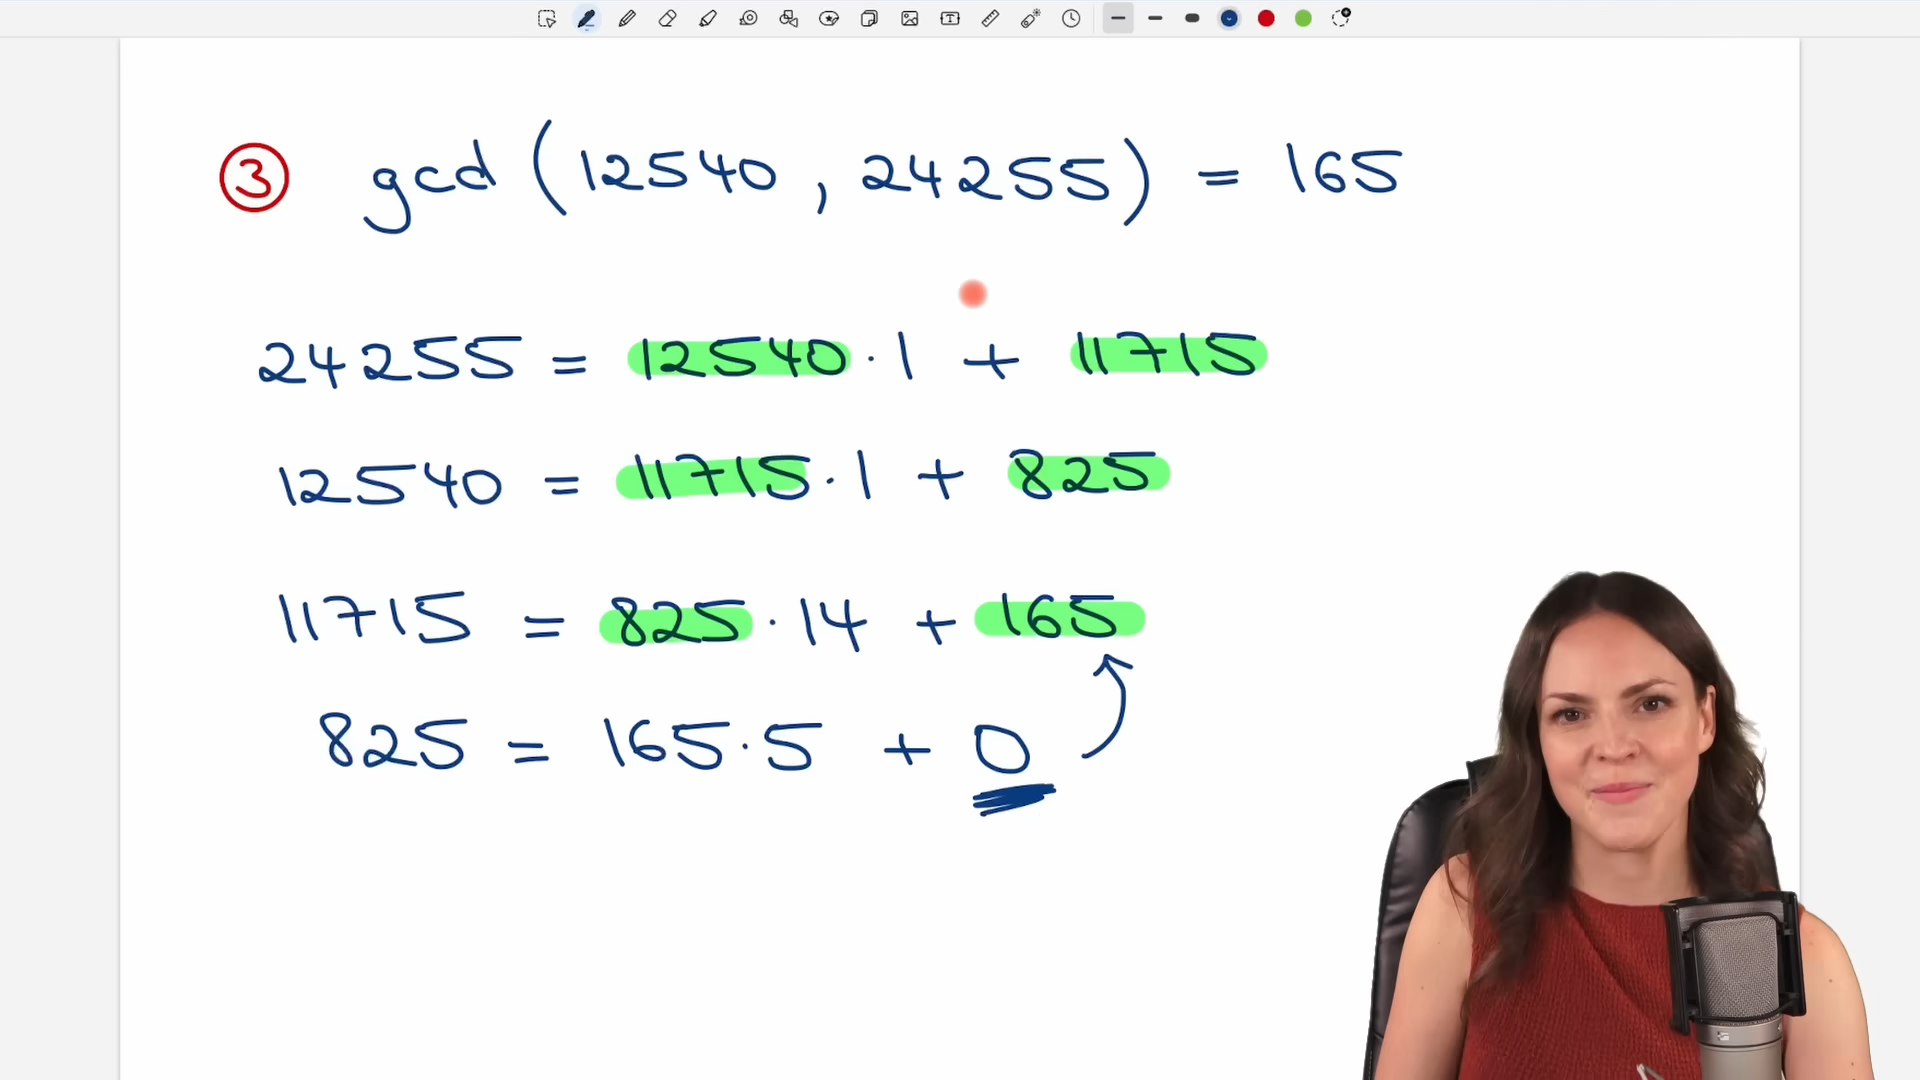 ③ gcd (12540 , 24255) = 165
24255 = 12540 · 1 + 11715
12540 = 11715 · 1 + 825
11715 = 825 · 14 + 165
825 = 165 · 5 + 0